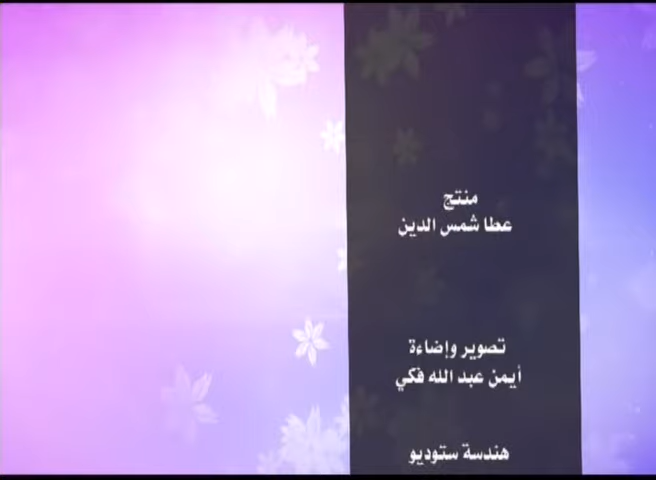 منتج
عطا شمس الدين
تصوير وإضاءة
أيمن عبد الله فكي
هندسة ستوديو